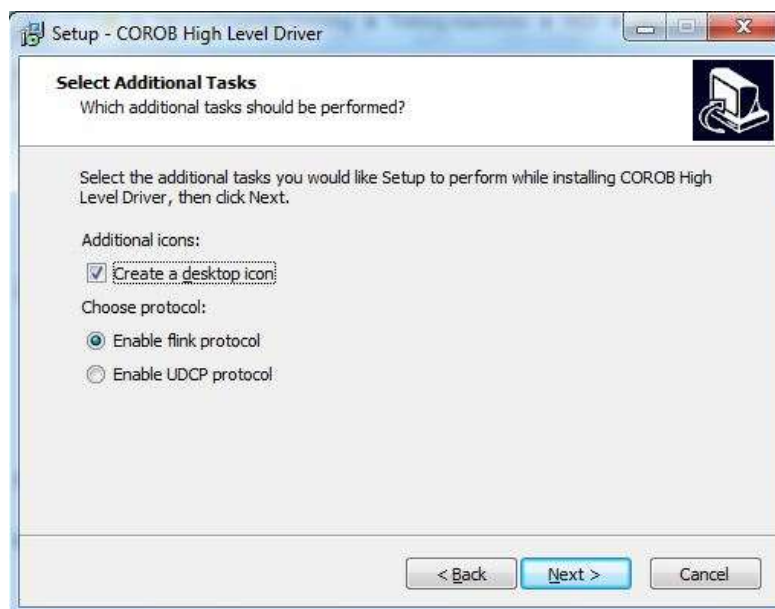 Setup - COROB High Level Driver
Select Additional Tasks
Which additional tasks should be performed?
Select the additional tasks you would like Setup to perform while installing COROB High
Level Driver, then click Next.
Additional icons:
Create a desktop icon
Choose protocol:
Enable flink protocol
Enable UDCP protocol
< Back
Next >
Cancel